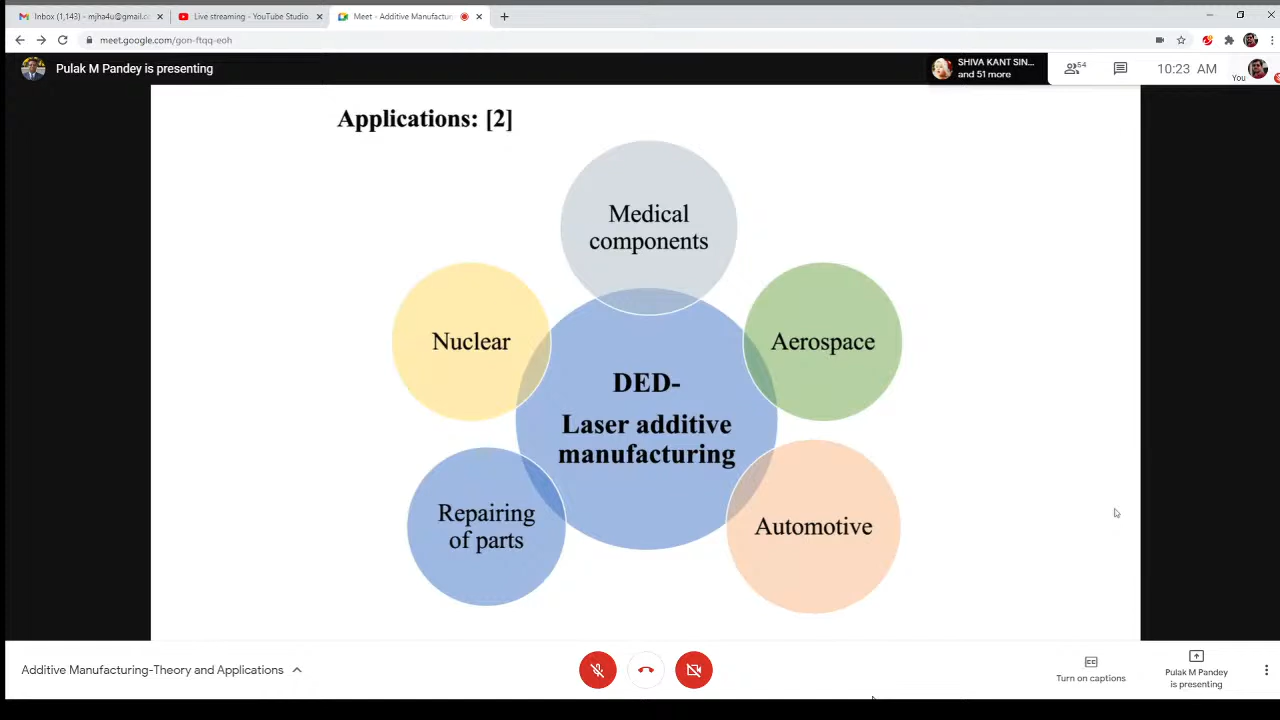 Inbox (1,143) - mjha4u@gmail.c
Live streaming - YouTube Studio
Meet - Additive Manufactur
meet.google.com/gon-ftqq-eoh
Pulak M Pandey is presenting
SHIVA KANT SIN...
and 51 more
54
10:23 AM
You
Applications: [2]
Medical
components
Nuclear
Aerospace
DED-
Laser additive
manufacturing
Repairing
of parts
Automotive
Additive Manufacturing-Theory and Applications
CC
Turn on captions
Pulak M Pandey
is presenting